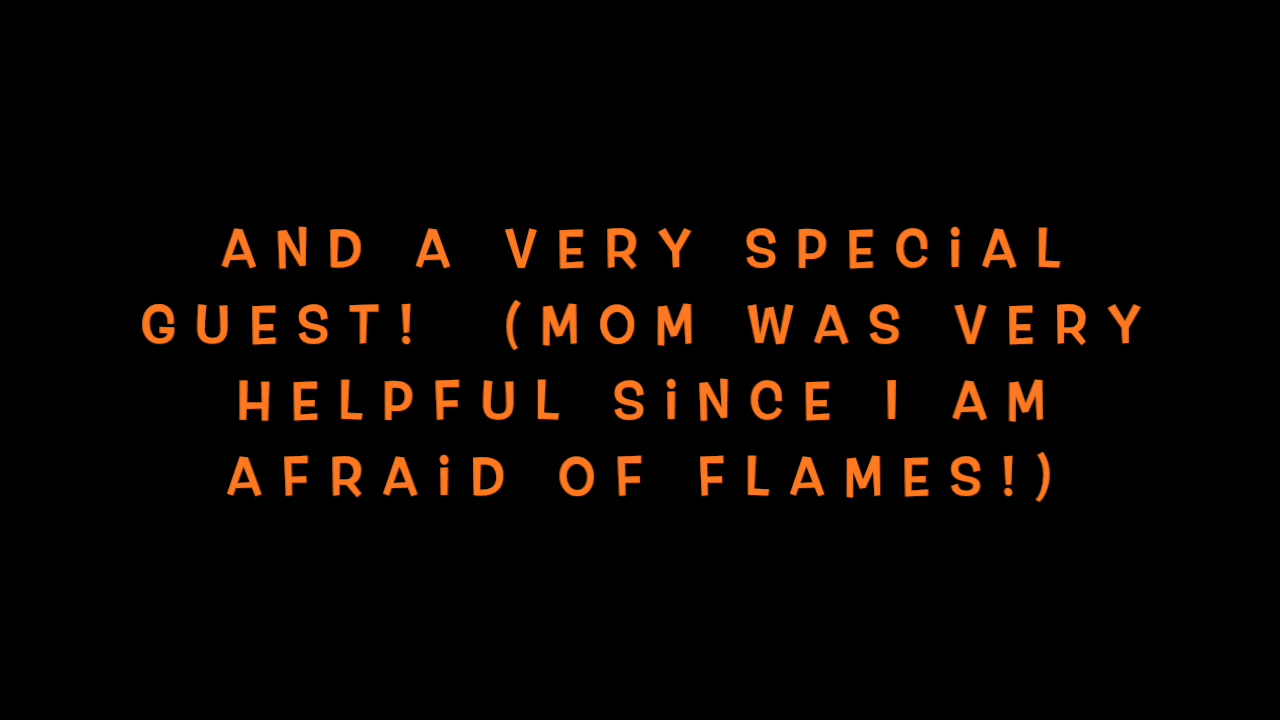 AND A VERY SPECiAL
GUEST! (MOM WAS VERY
HELPFUL SiNCE I AM
AFRAiD OF FLAMES!)